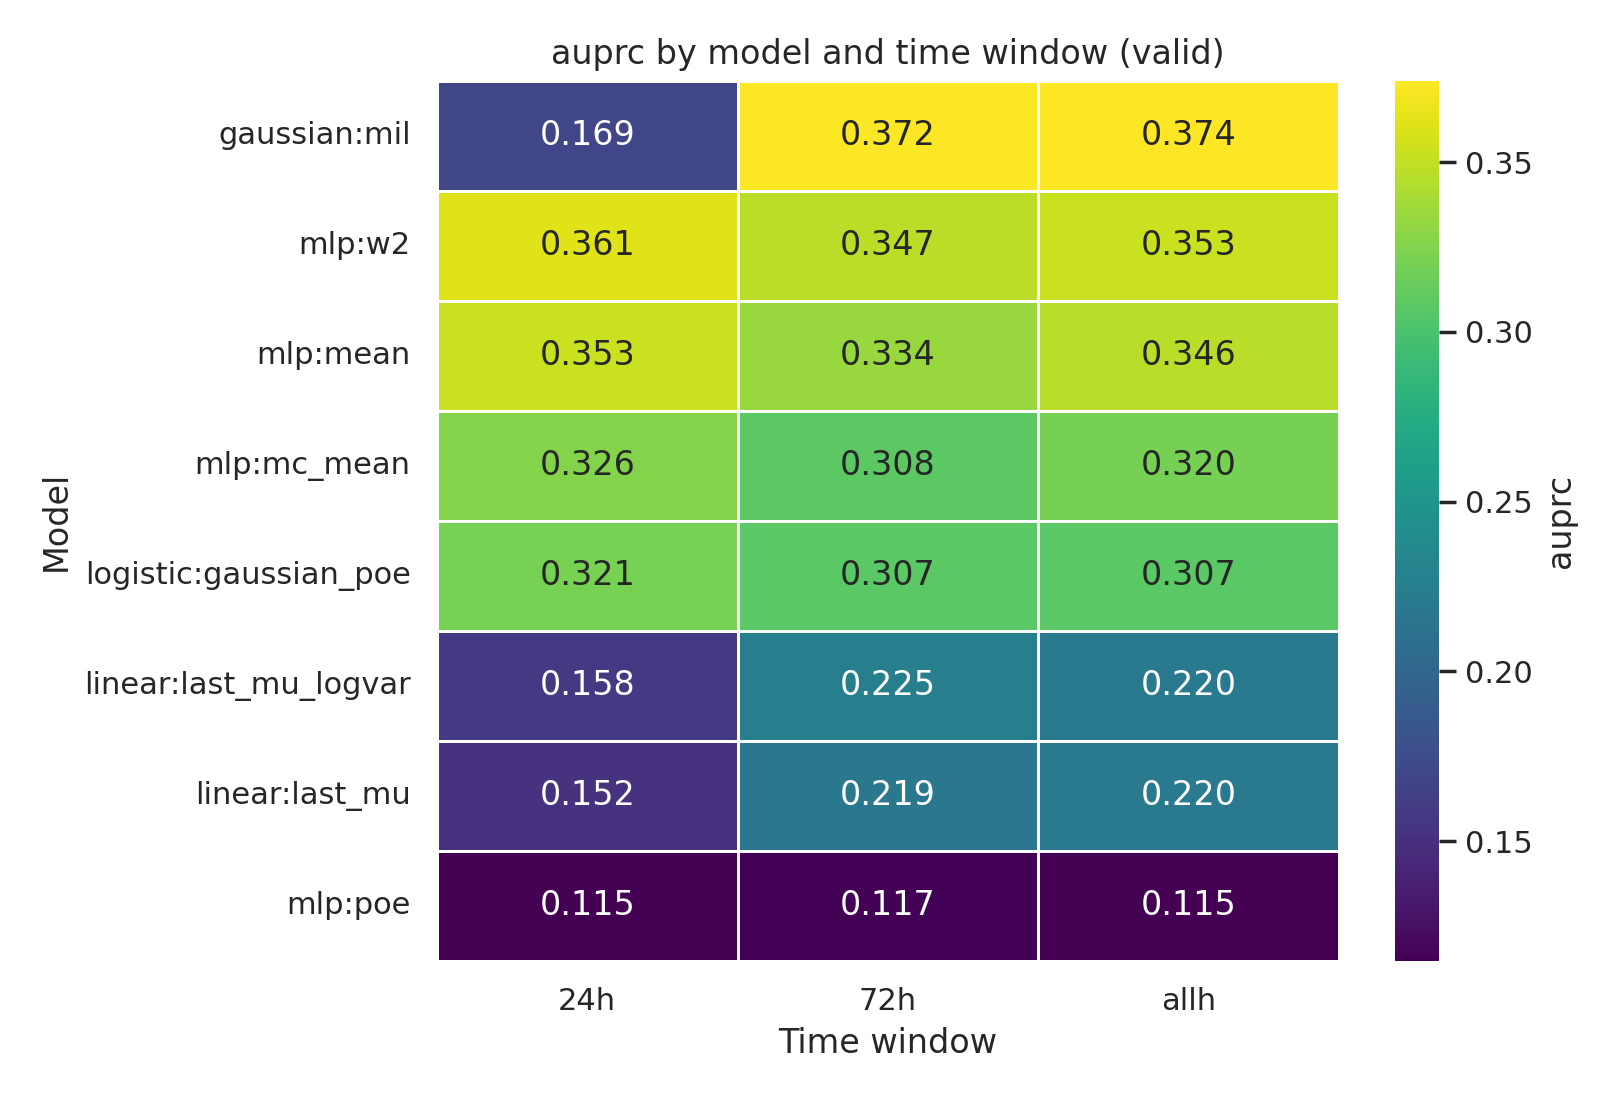 auprc by model and time window (valid)
gaussian:mil 0.169 0.372 0.374
mlp:w2 0.361 0.347 0.353
mlp:mean 0.353 0.334 0.346
mlp:mc_mean 0.326 0.308 0.320
logistic:gaussian_poe 0.321 0.307 0.307
linear:last_mu_logvar 0.158 0.225 0.220
linear:last_mu 0.152 0.219 0.220
mlp:poe 0.115 0.117 0.115
24h 72h allh
Time window
Model
0.35
0.30
0.25
0.20
0.15
auprc